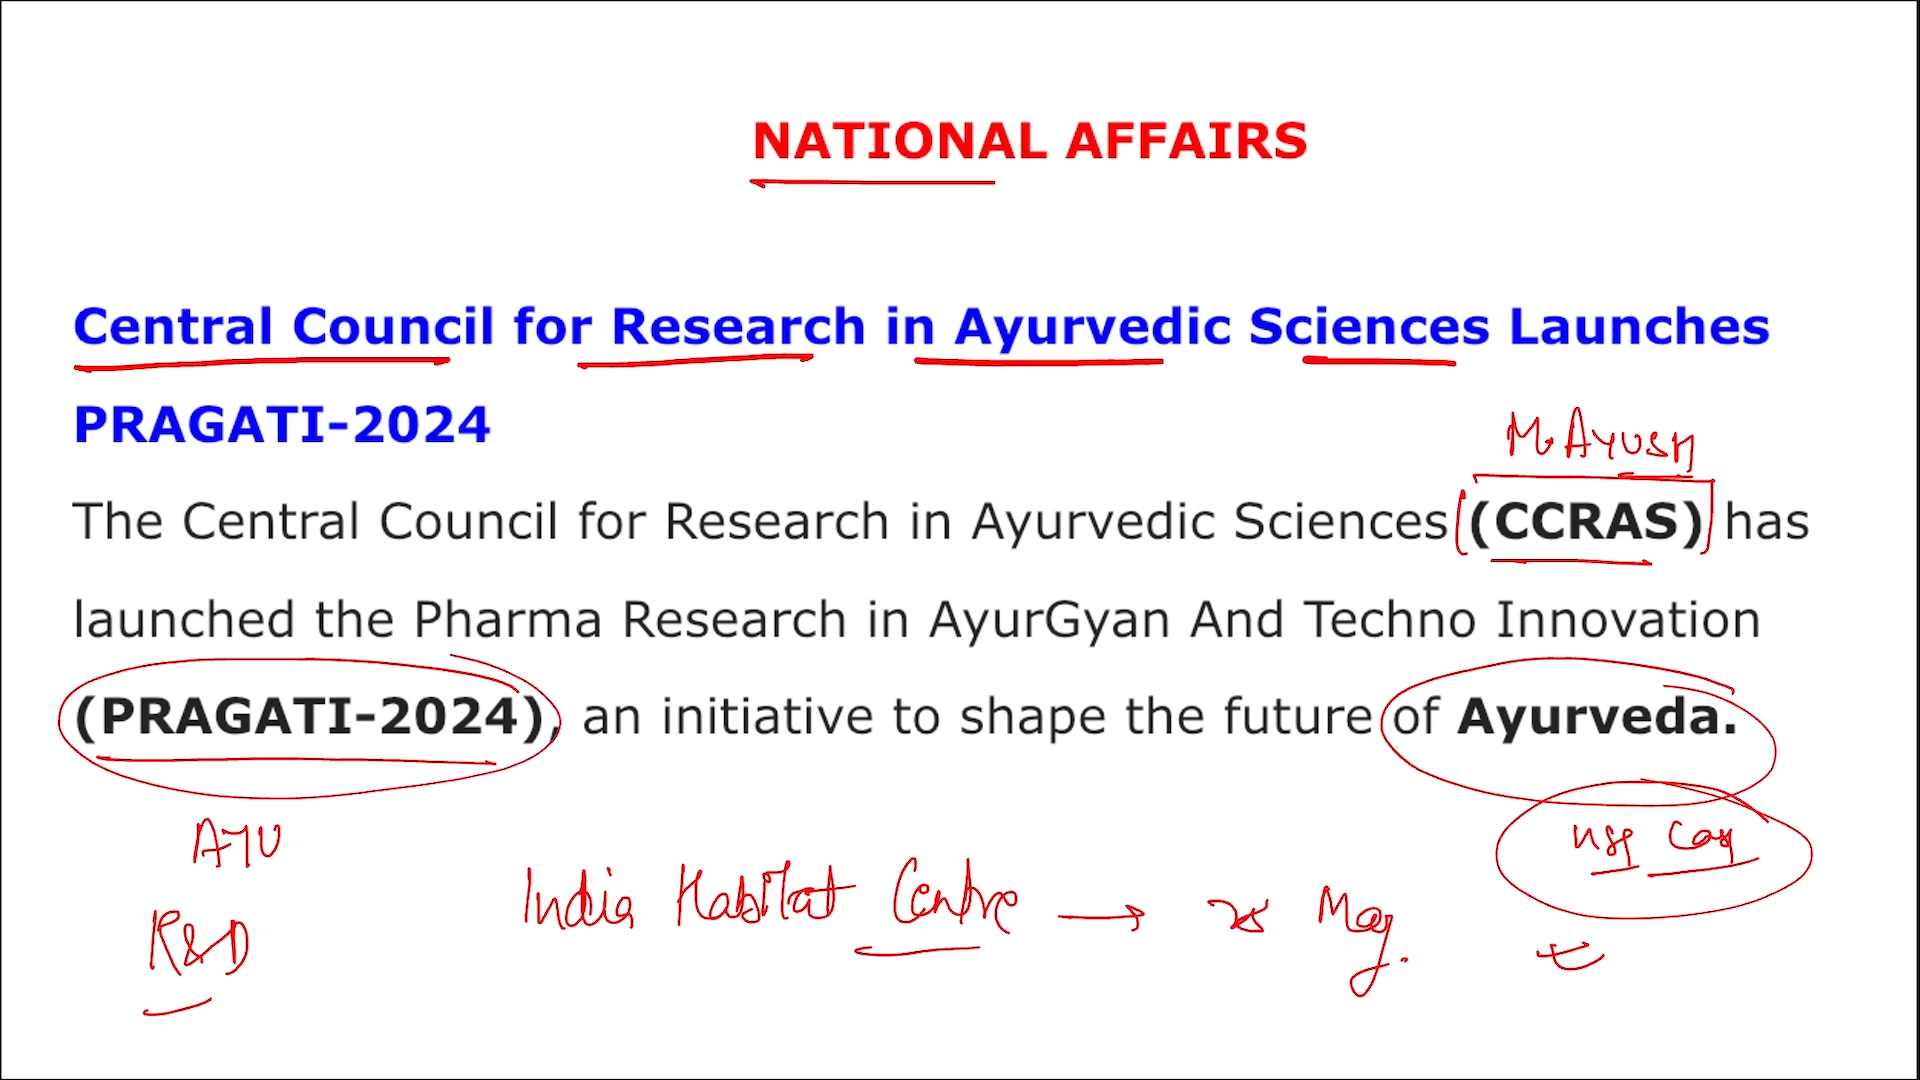 NATIONAL AFFAIRS
Central Council for Research in Ayurvedic Sciences Launches
PRAGATI-2024
M. AYUSH
The Central Council for Research in Ayurvedic Sciences (CCRAS) has
launched the Pharma Research in AyurGyan And Techno Innovation
(PRAGATI-2024), an initiative to shape the future of Ayurveda.
AYU
India Habitat Centre → 28 May.
R&D